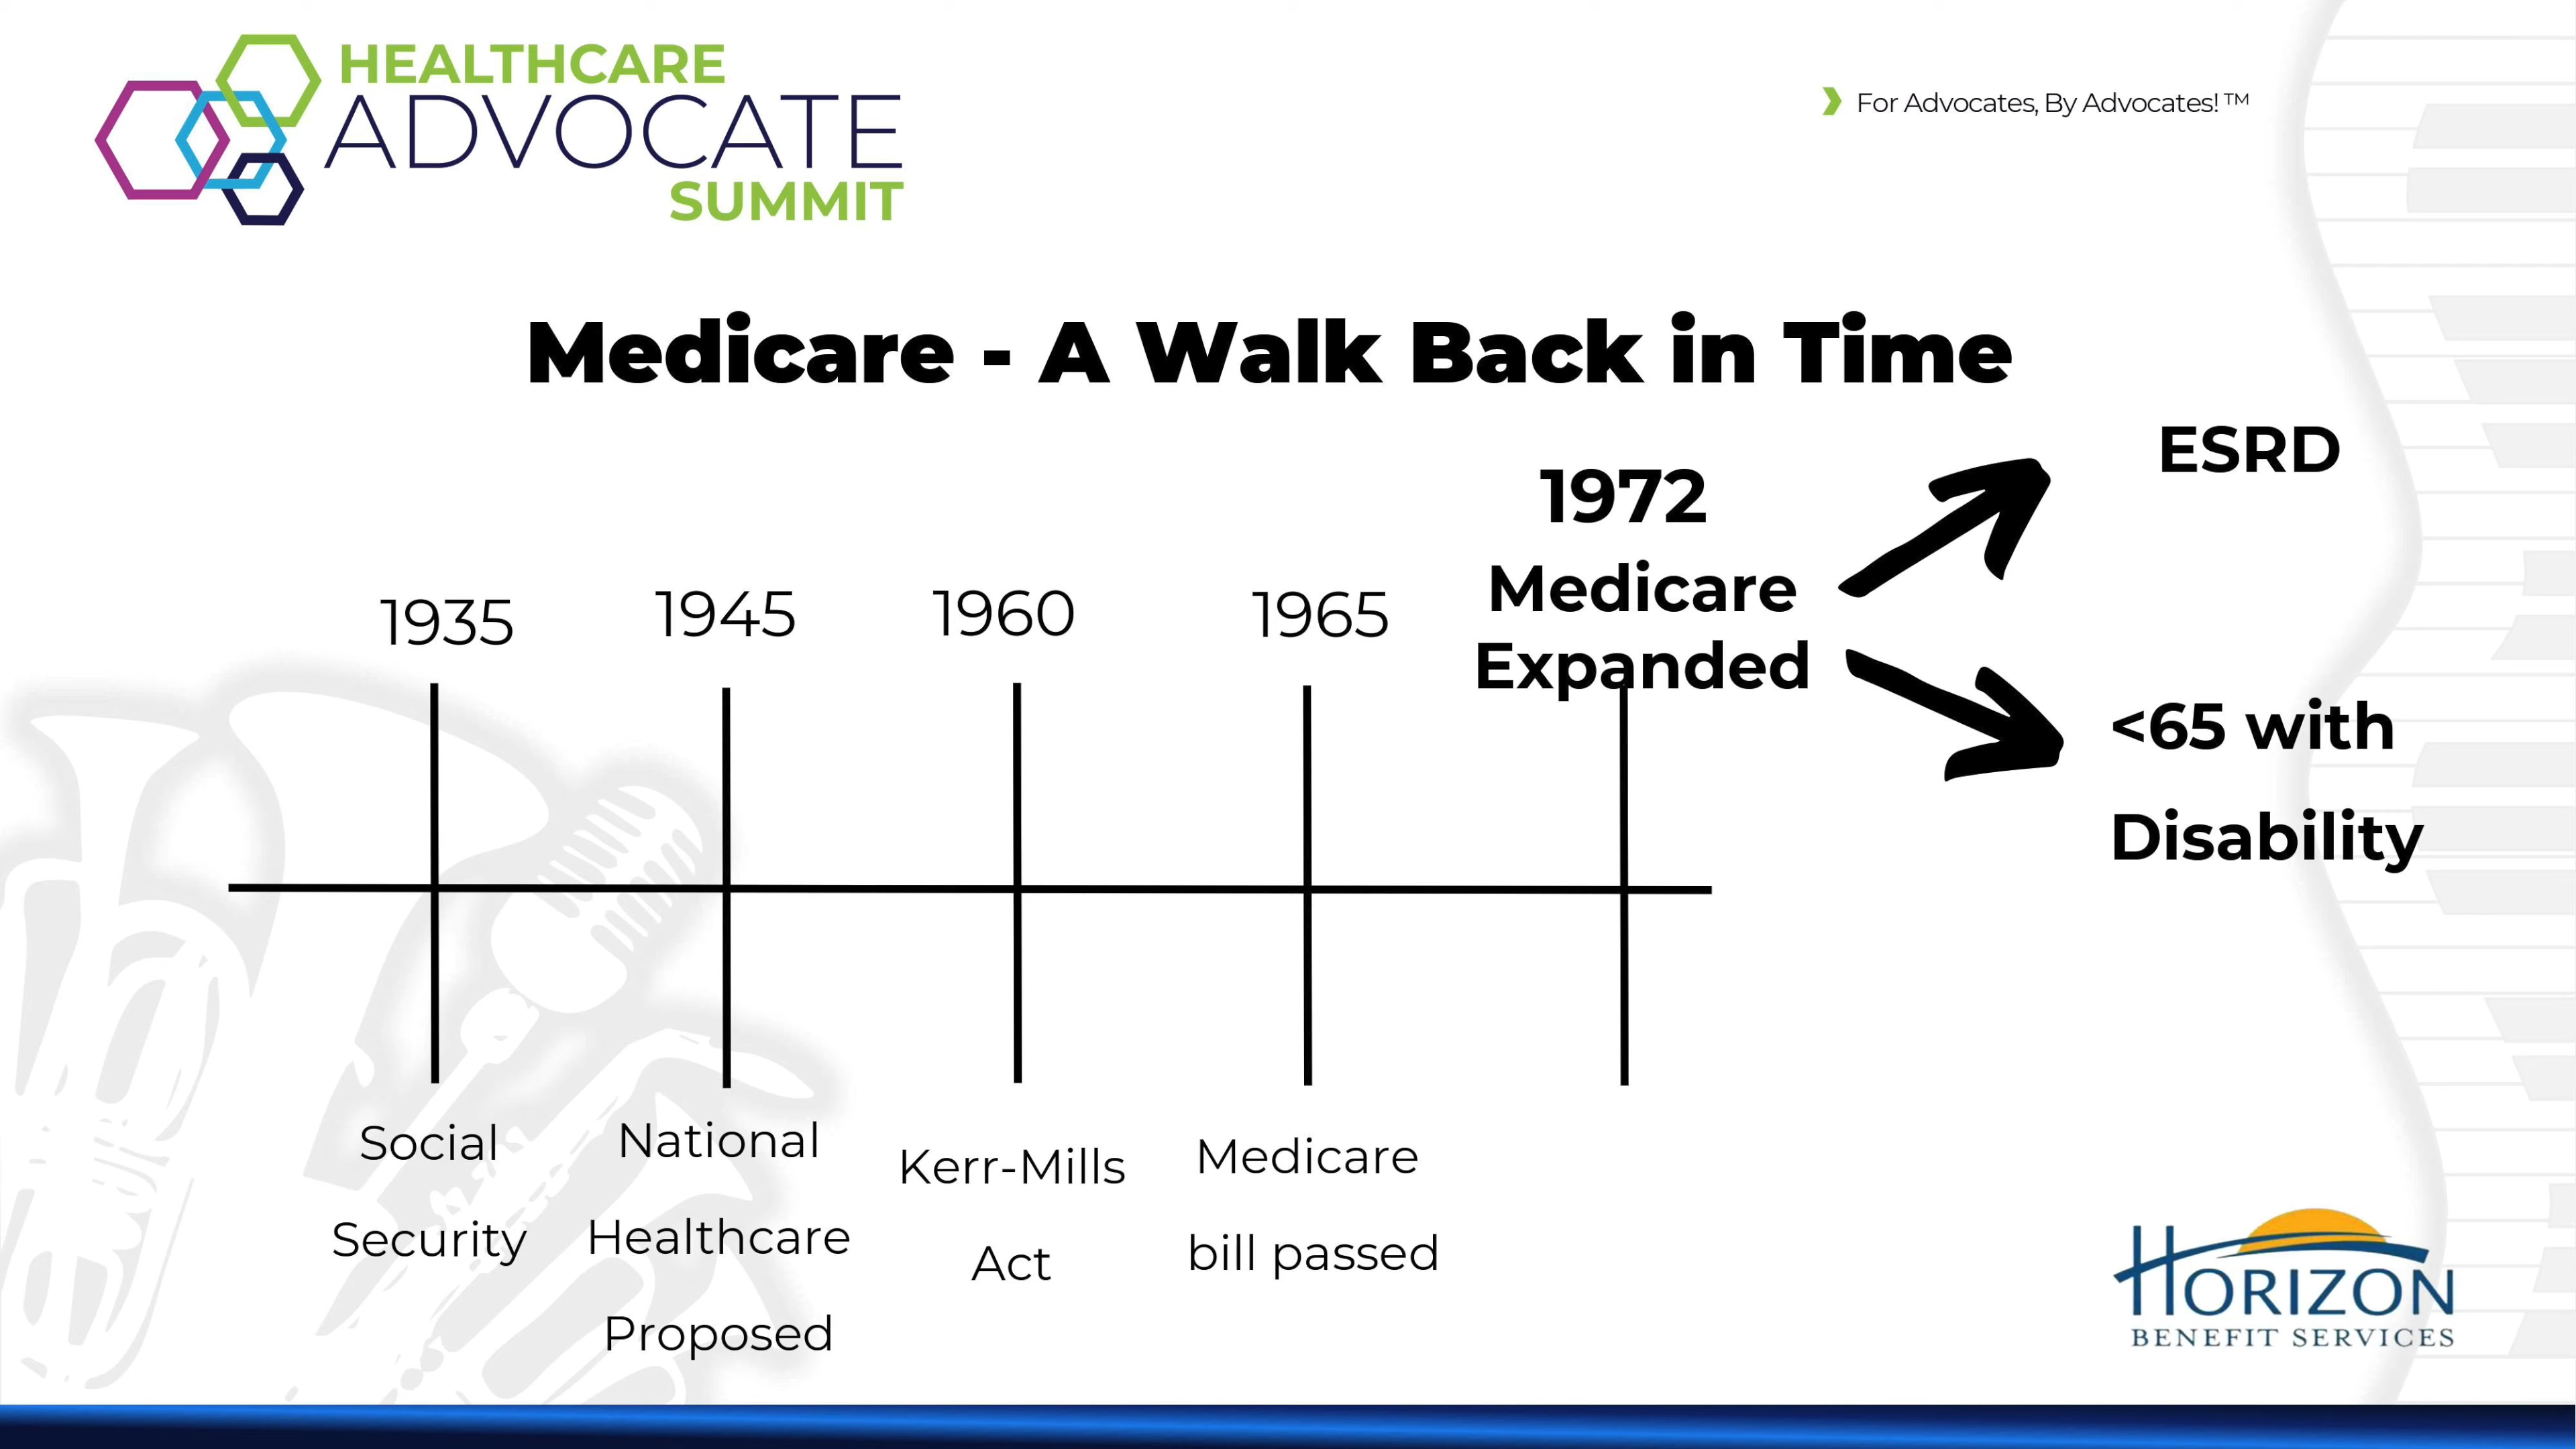 HEALTHCARE
ADVOCATE
SUMMIT
For Advocates, By Advocates!™
Medicare - A Walk Back in Time
1935
1945
1960
1965
1972
Medicare
Expanded
ESRD
<65 with
Disability
Social
Security
National
Healthcare
Proposed
Kerr-Mills
Act
Medicare
bill passed
HORIZON
BENEFIT SERVICES